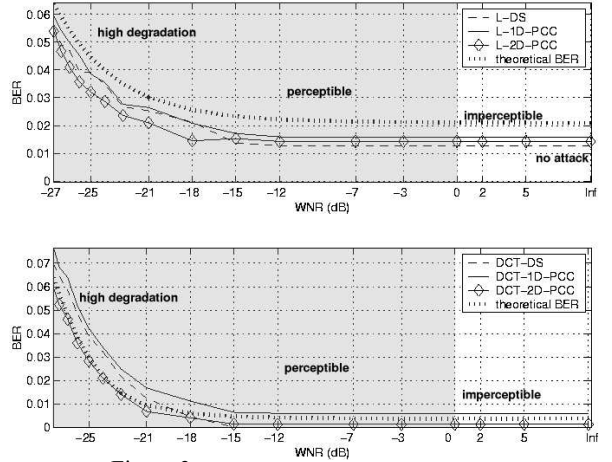 0.06
0.05
0.04
0.03
0.02
0.01
0
BER
high degradation
perceptible
imperceptible
no attack
L-DS
L-1D-PCC
L-2D-PCC
theoretical BER
-27 -25 -21 -18 -15 -12 -7 -3 0 2 5 Inf
WNR (dB)
0.07
0.06
0.05
0.04
0.03
0.02
0.01
0
BER
high degradation
perceptible
imperceptible
DCT-DS
DCT-1D-PCC
DCT-2D-PCC
theoretical BER
-25 -21 -18 -15 -12 -7 -3 0 2 5 Inf
WNR (dB)